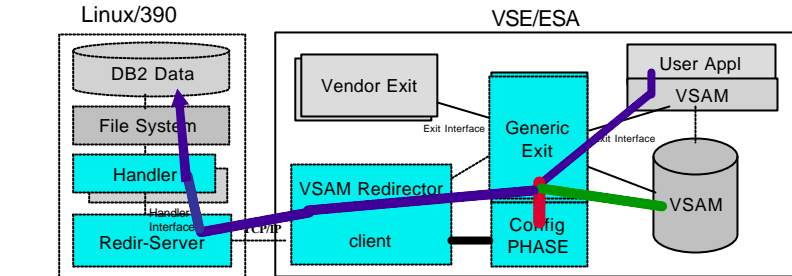 Linux/390
VSE/ESA
DB2 Data
File System
Handler
Handler
Interface
Redir-Server
TCP/IP
Vendor Exit
Exit Interface
Generic
Exit
Exit Interface
User Appl
VSAM
VSAM
VSAM Redirector
client
Config
PHASE